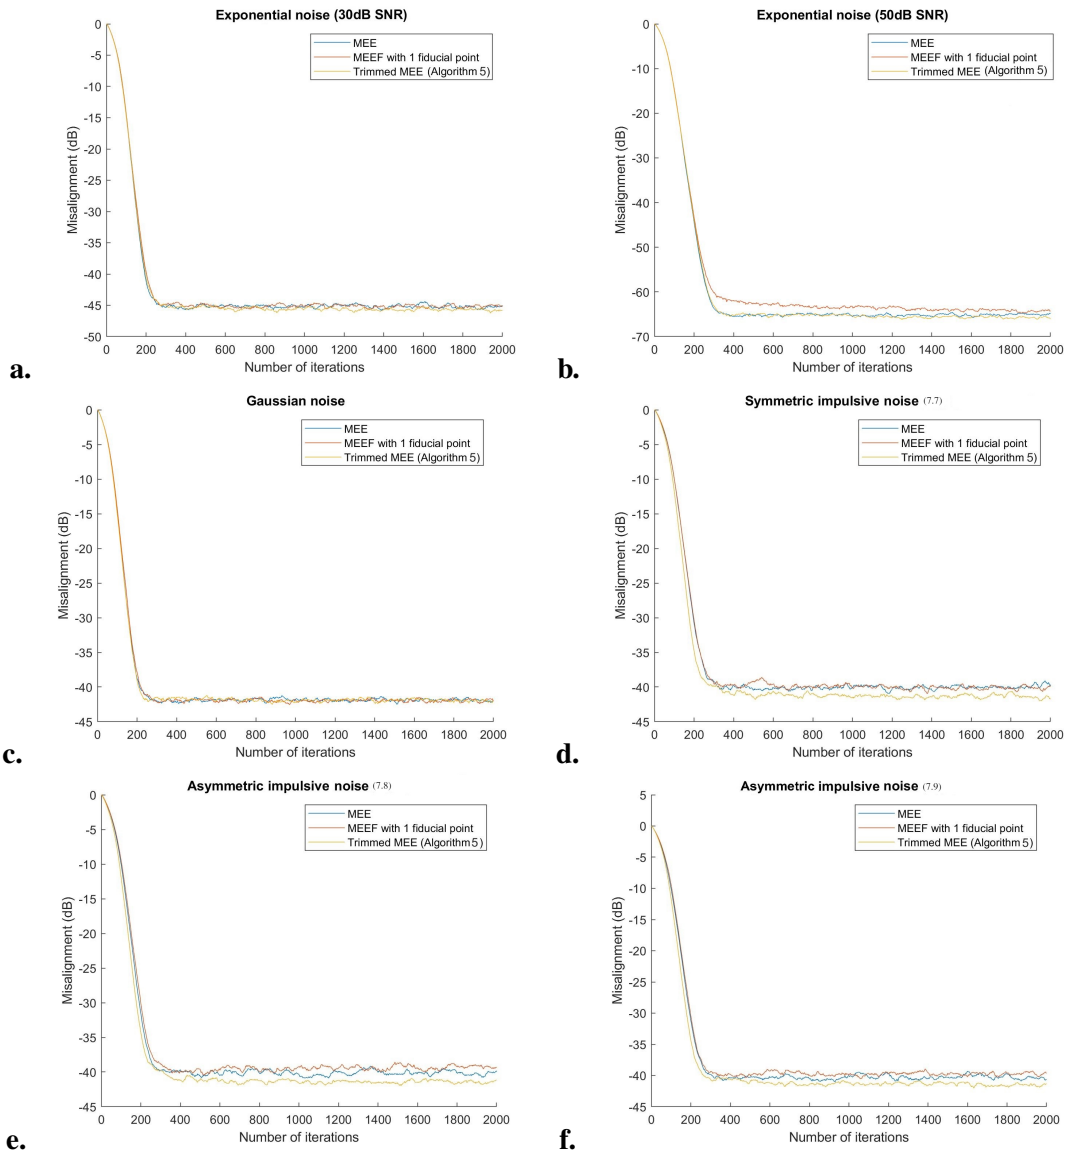 Exponential noise (30dB SNR)
0
-5
-10
-15
-20
-25
-30
-35
-40
-45
-50
Misalignment (dB)
MEE
MEEF with 1 fiducial point
Trimmed MEE (Algorithm 5)
0 200 400 600 800 1000 1200 1400 1600 1800 2000
Number of iterations
a.
Exponential noise (50dB SNR)
0
-10
-20
-30
-40
-50
-60
-70
Misalignment (dB)
MEE
MEEF with 1 fiducial point
Trimmed MEE (Algorithm 5)
0 200 400 600 800 1000 1200 1400 1600 1800 2000
Number of iterations
b.
Gaussian noise
0
-5
-10
-15
-20
-25
-30
-35
-40
-45
Misalignment (dB)
MEE
MEEF with 1 fiducial point
Trimmed MEE (Algorithm 5)
0 200 400 600 800 1000 1200 1400 1600 1800 2000
Number of iterations
c.
Symmetric impulsive noise (7.7)
0
-5
-10
-15
-20
-25
-30
-35
-40
-45
Misalignment (dB)
MEE
MEEF with 1 fiducial point
Trimmed MEE (Algorithm 5)
0 200 400 600 800 1000 1200 1400 1600 1800 2000
Number of iterations
d.
Asymmetric impulsive noise (7.8)
0
-5
-10
-15
-20
-25
-30
-35
-40
-45
Misalignment (dB)
MEE
MEEF with 1 fiducial point
Trimmed MEE (Algorithm 5)
0 200 400 600 800 1000 1200 1400 1600 1800 2000
Number of iterations
e.
Asymmetric impulsive noise (7.9)
5
0
-5
-10
-15
-20
-25
-30
-35
-40
-45
Misalignment (dB)
MEE
MEEF with 1 fiducial point
Trimmed MEE (Algorithm 5)
0 200 400 600 800 1000 1200 1400 1600 1800 2000
Number of iterations
f.